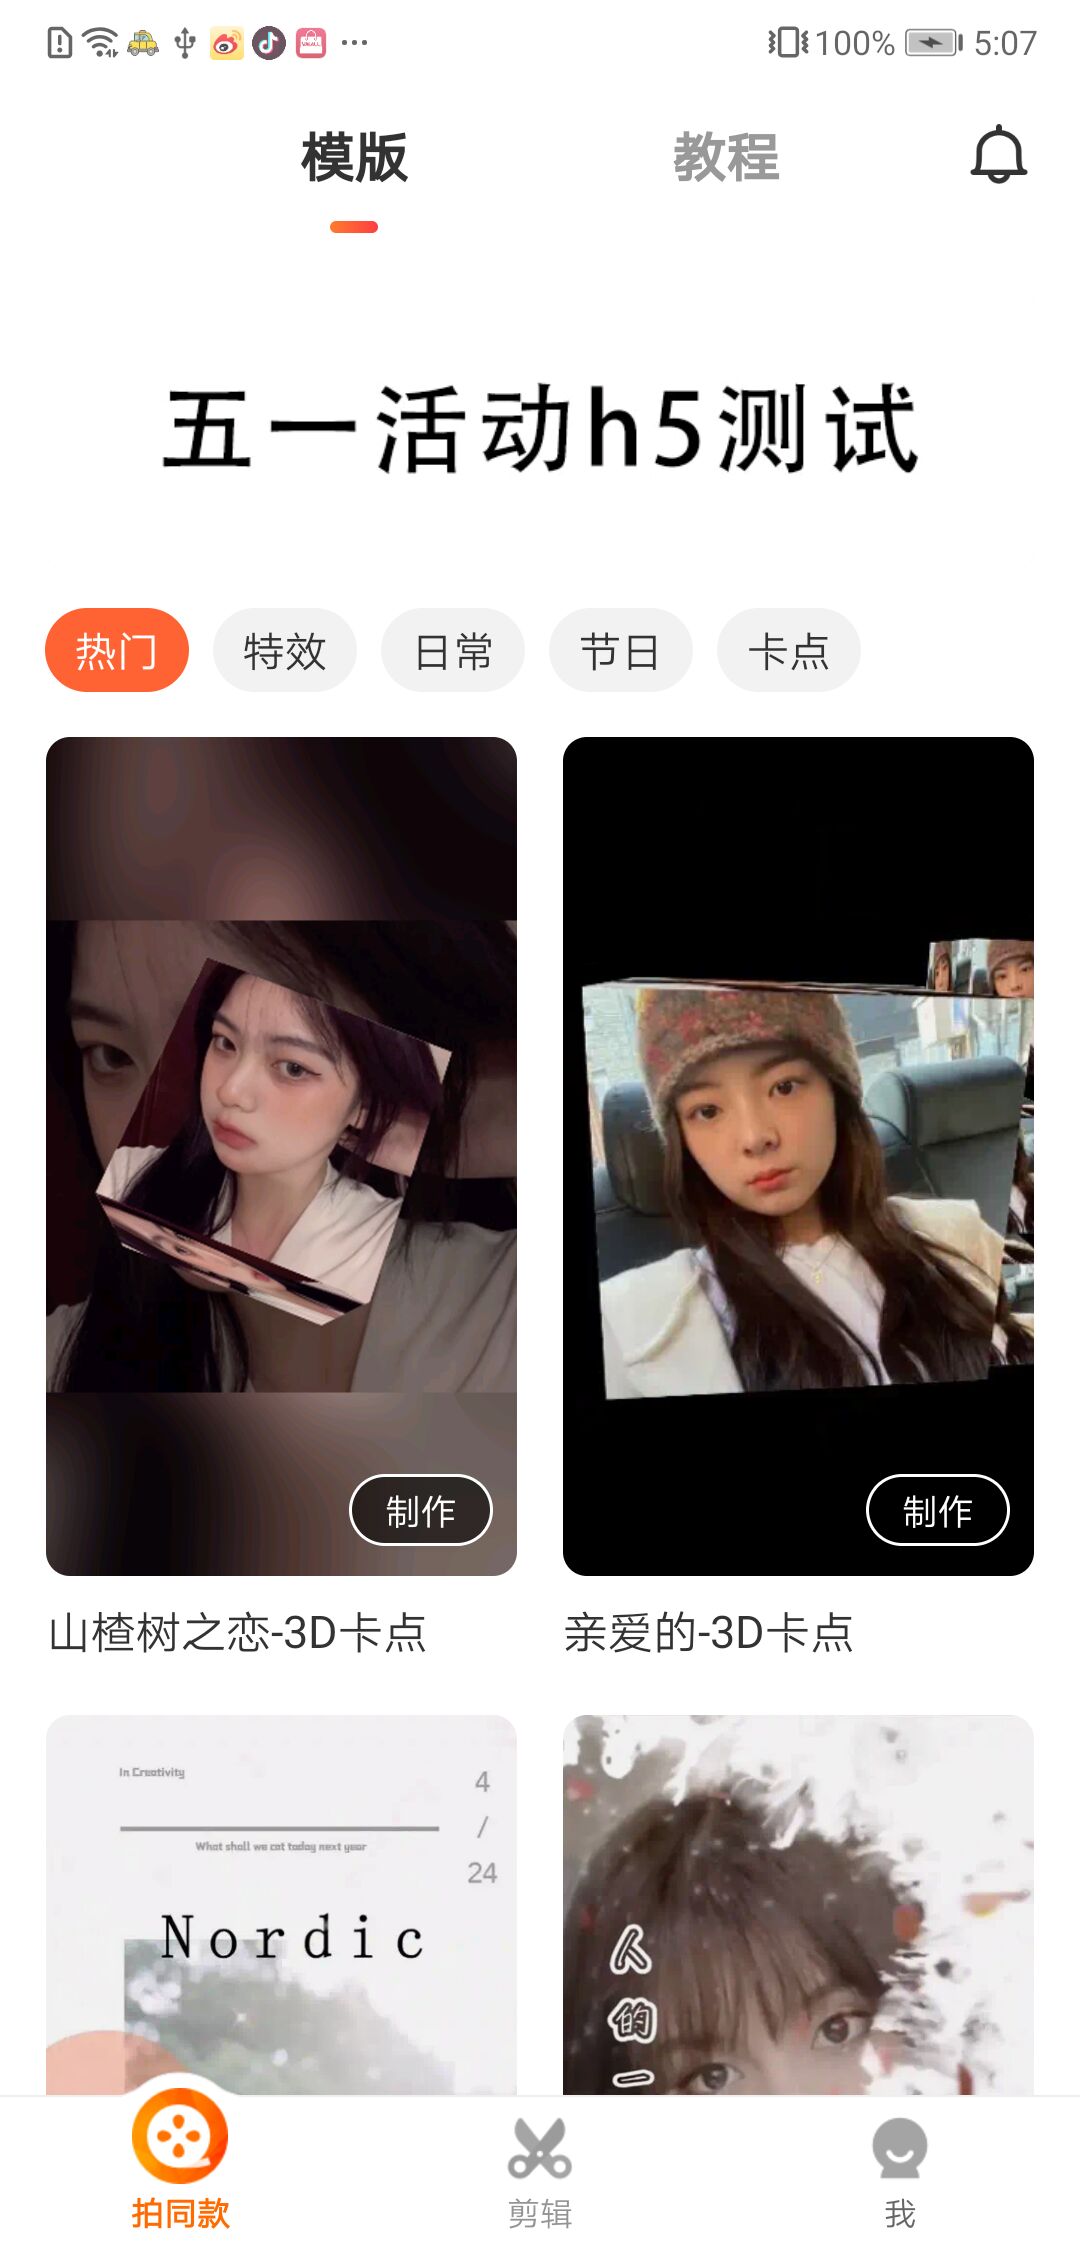 100% 5:07
模版 教程
五一活动h5测试
热门 特效 日常 节日 卡点
制作 制作
山楂树之恋-3D卡点 亲爱的-3D卡点
In Creativity
4
/
24
What shall we eat today next year
Nordic
人的一
拍同款 剪辑 我